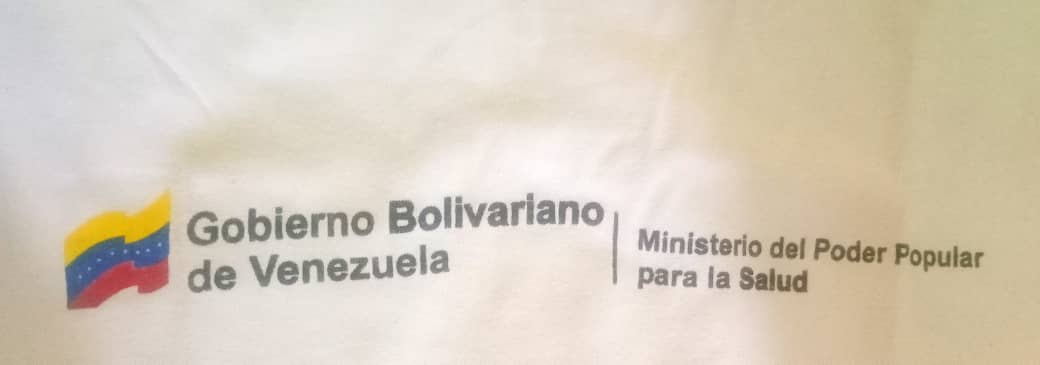 Gobierno Bolivariano
de Venezuela
Ministerio del Poder Popular
para la Salud